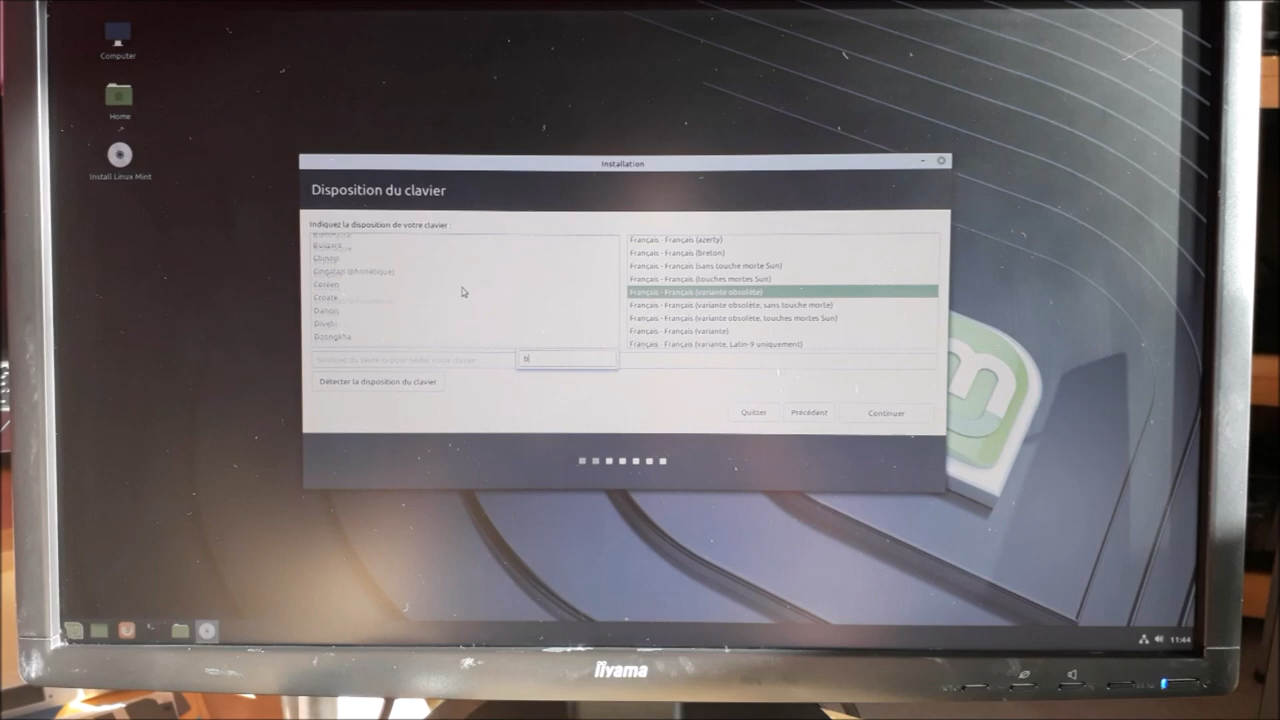 Computer
Home
Install Linux Mint
Installation
Disposition du clavier
Indiquez la disposition de votre clavier :
Bulgare
Chinois
Cingalais (phonétique)
Coréen
Croate
Danois
Divehi
Dzongkha
Français - Français (azerty)
Français - Français (breton)
Français - Français (sans touche morte Sun)
Français - Français (touches mortes Sun)
Français - Français (variante obsolète)
Français - Français (variante obsolète, sans touche morte)
Français - Français (variante obsolète, touches mortes Sun)
Français - Français (variante)
Français - Français (variante, Latin-9 uniquement)
b
Détecter la disposition du clavier
Quitter
Précédent
Continuer
11:44
iiyama